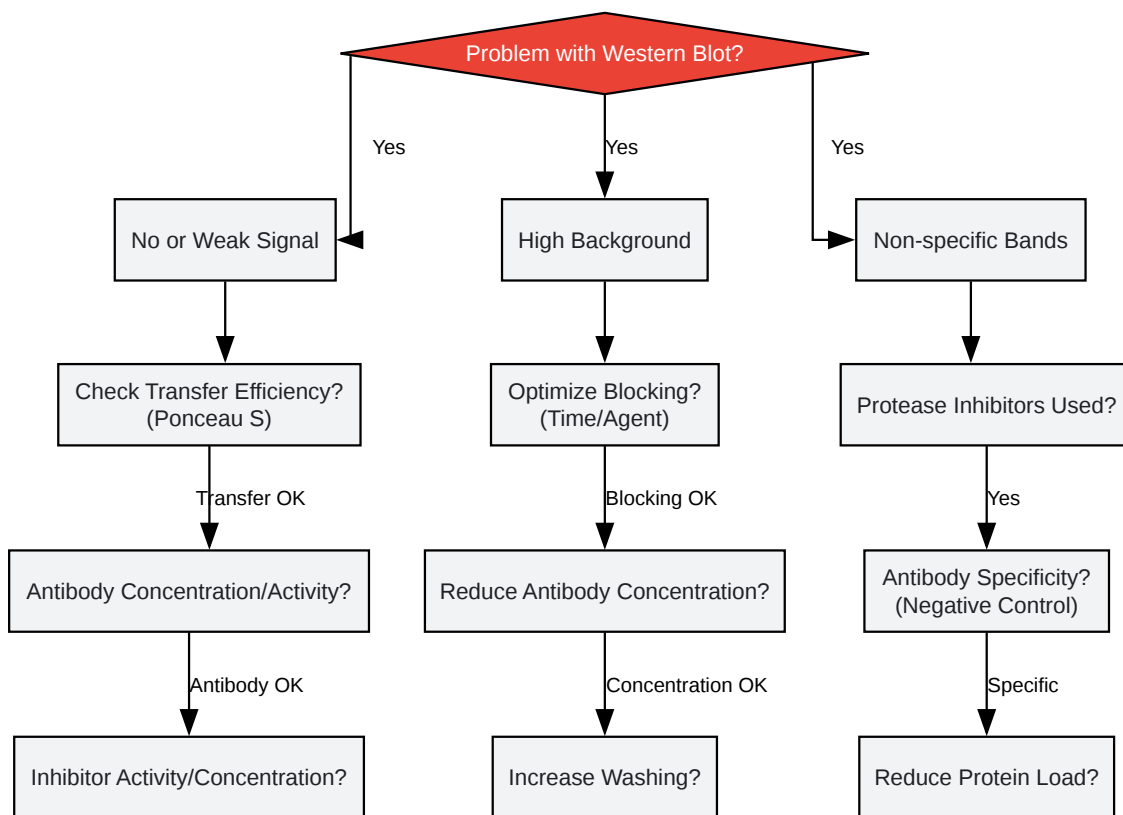 Problem with Western Blot?
Yes
Yes
Yes
No or Weak Signal
High Background
Non-specific Bands
Check Transfer Efficiency?
(Ponceau S)
Optimize Blocking?
(Time/Agent)
Protease Inhibitors Used?
Transfer OK
Blocking OK
Yes
Antibody Concentration/Activity?
Reduce Antibody Concentration?
Antibody Specificity?
(Negative Control)
Antibody OK
Concentration OK
Specific
Inhibitor Activity/Concentration?
Increase Washing?
Reduce Protein Load?